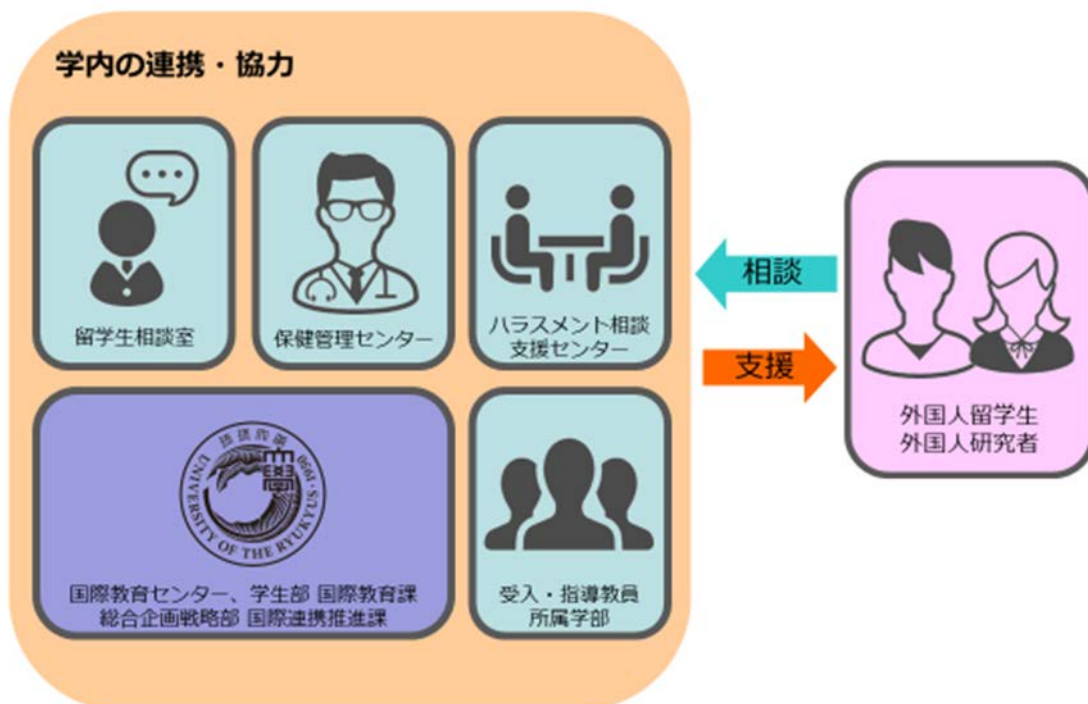 学内の連携・協力
留学生相談室
保健管理センター
ハラスメント相談
支援センター
UNIVERSITY OF THE RYUKYUS・1950
国際教育センター、学生部 国際教育課
総合企画戦略部 国際連携推進課
受入・指導教員
所属学部
相談
支援
外国人留学生
外国人研究者